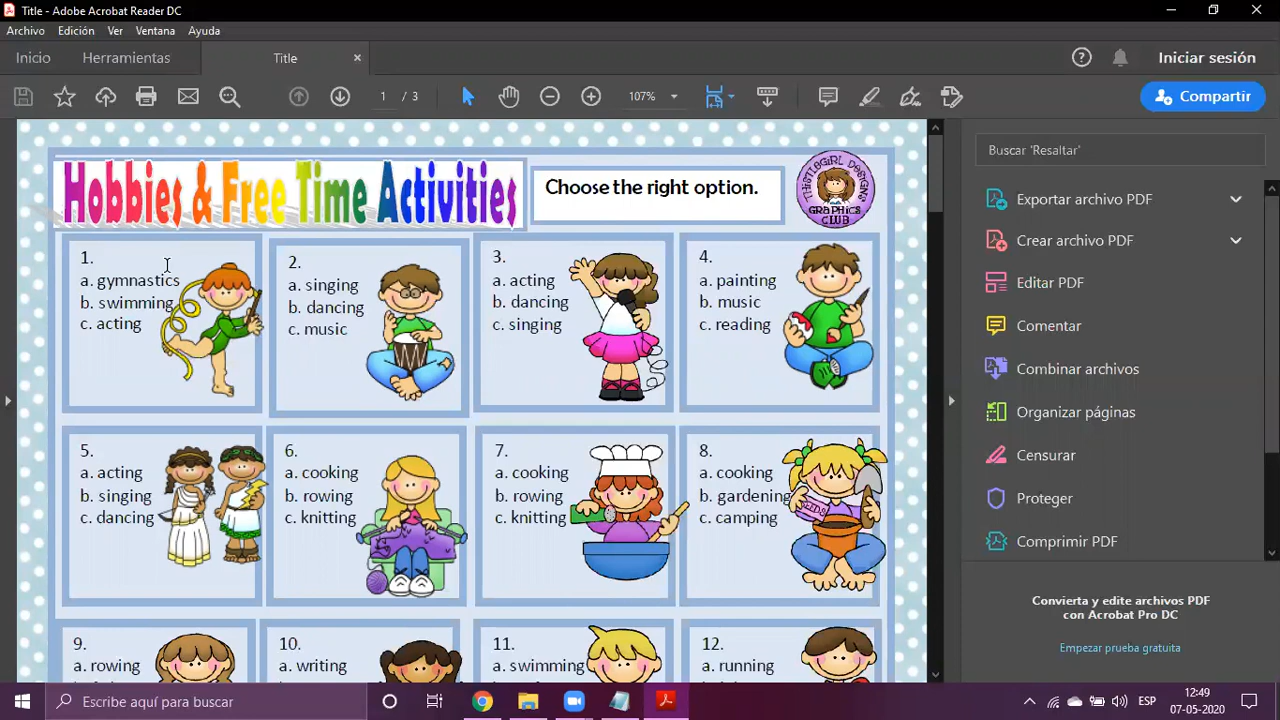 Title - Adobe Acrobat Reader DC
Archivo Edición Ver Ventana Ayuda
Inicio Herramientas Title Iniciar sesión
1 / 3 107% Compartir
Hobbies & Free Time Activities
Choose the right option.
THISTLEGIRL DESIGNS
GRAPHICS
CLUB
1.
a. gymnastics
b. swimming
c. acting
2.
a. singing
b. dancing
c. music
3.
a. acting
b. dancing
c. singing
4.
a. painting
b. music
c. reading
5.
a. acting
b. singing
c. dancing
6.
a. cooking
b. rowing
c. knitting
7.
a. cooking
b. rowing
c. knitting
8.
a. cooking
b. gardening
c. camping
9.
a. rowing
10.
a. writing
11.
a. swimming
12.
a. running
Buscar 'Resaltar'
Exportar archivo PDF
Crear archivo PDF
Editar PDF
Comentar
Combinar archivos
Organizar páginas
Censurar
Proteger
Comprimir PDF
Convierta y edite archivos PDF
con Acrobat Pro DC
Empezar prueba gratuita
Escribe aquí para buscar
ESP
12:49
07-05-2020